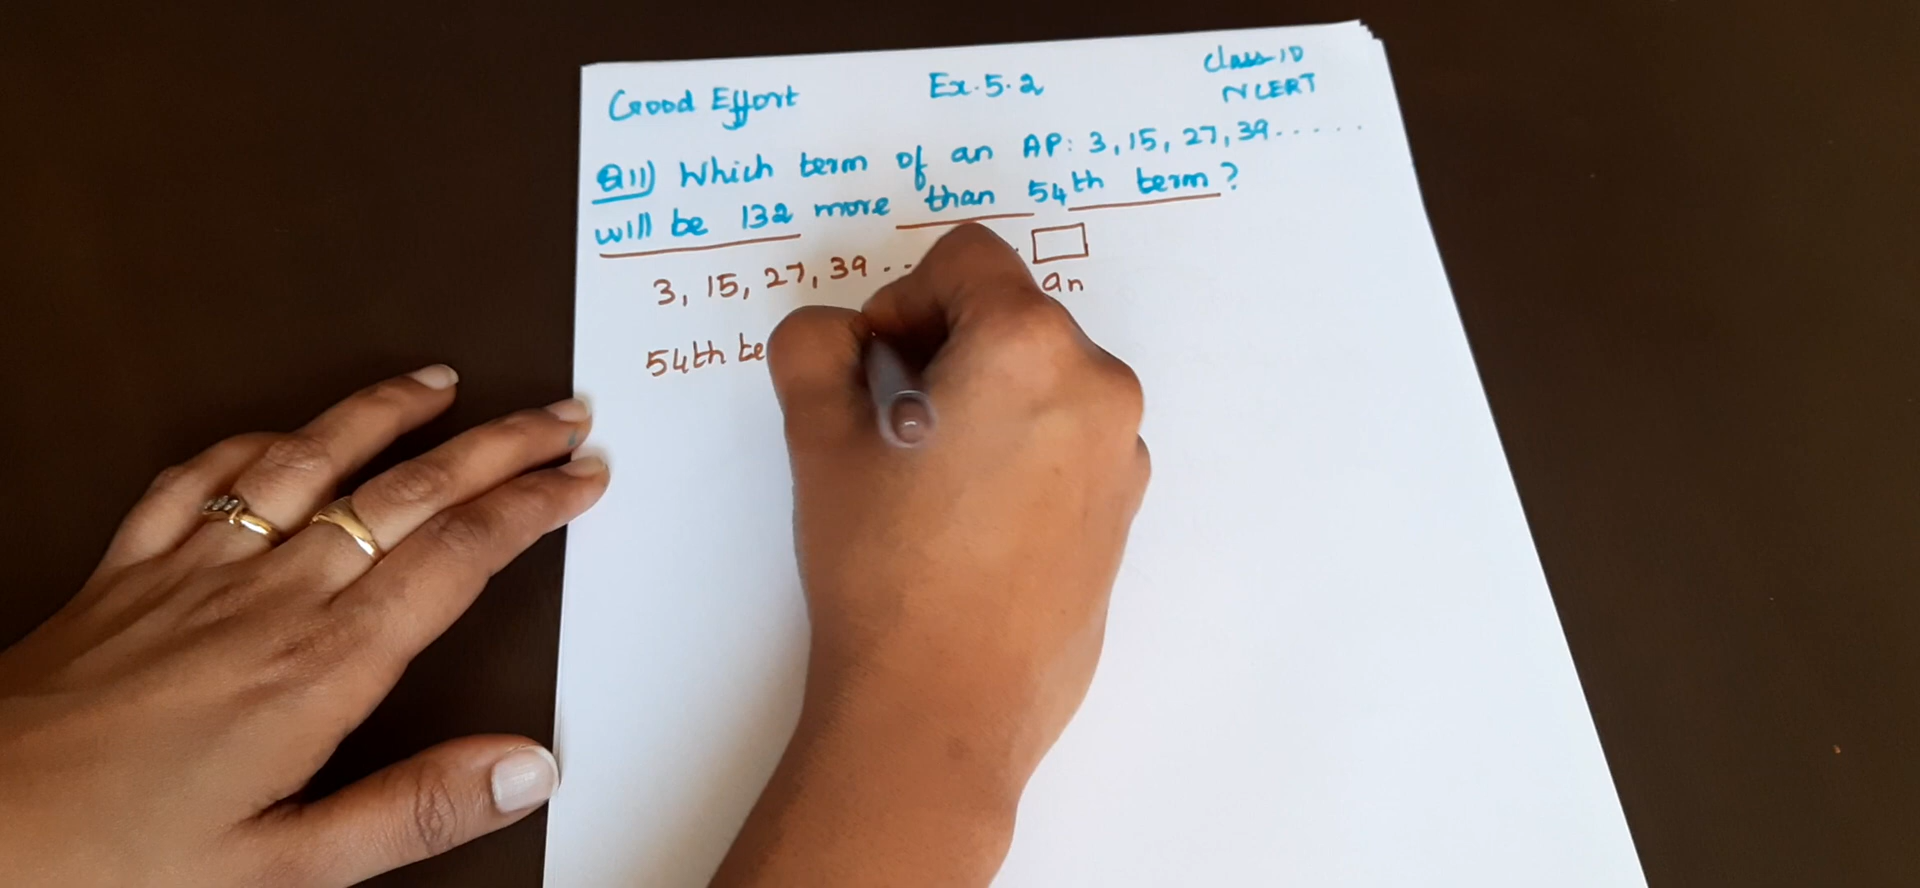 Good Effort Ex. 5.2 Class-10
NCERT
Q11) Which term of an AP: 3, 15, 27, 39.....
will be 132 more than 54th term?
3, 15, 27, 39..
an
54th